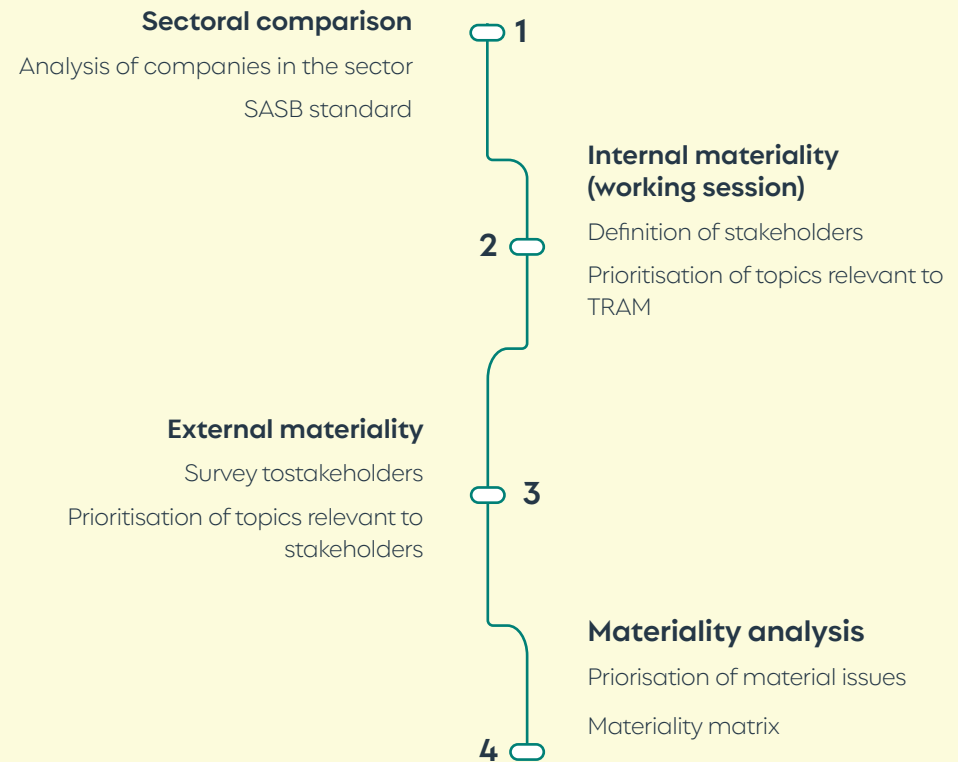 Sectoral comparison
1
Analysis of companies in the sector
SASB standard
Internal materiality
(working session)
2
Definition of stakeholders
Prioritisation of topics relevant to
TRAM
External materiality
Survey tostakeholders
3
Prioritisation of topics relevant to
stakeholders
Materiality analysis
Priorisation of material issues
Materiality matrix
4